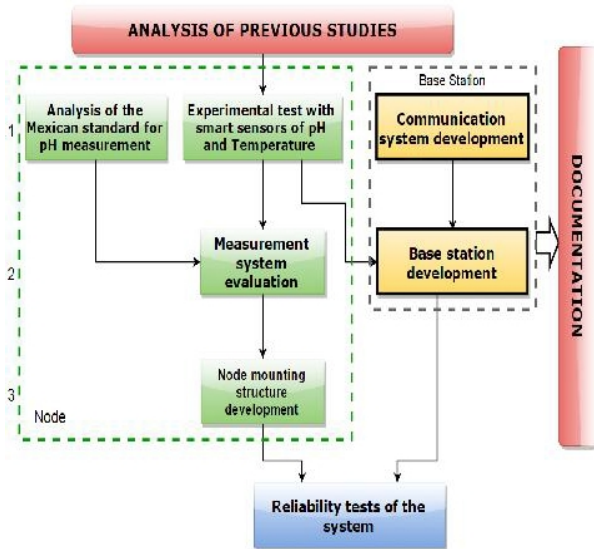 ANALYSIS OF PREVIOUS STUDIES
Base Station
1
Analysis of the
Mexican standard for
pH measurement
Experimental test with
smart sensors of pH
and Temperature
Communication
system development
2
Measurement
system
evaluation
Base station
development
3
Node mounting
structure
development
Node
Reliability tests of the
system
DOCUMENTATION